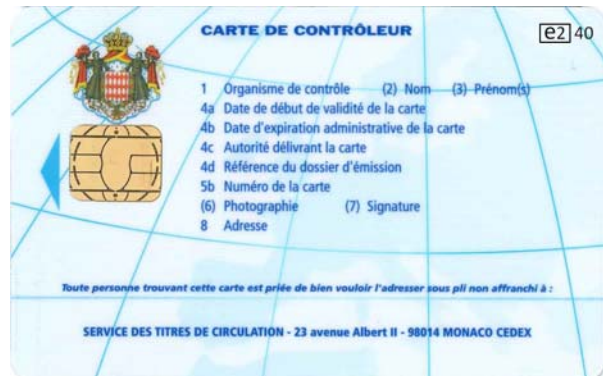 CARTE DE CONTRÔLEUR
e2 40
1 Organisme de contrôle (2) Nom (3) Prénom(s)
4a Date de début de validité de la carte
4b Date d'expiration administrative de la carte
4c Autorité délivrant la carte
4d Référence du dossier d'émission
5b Numéro de la carte
(6) Photographie (7) Signature
8 Adresse
Toute personne trouvant cette carte est priée de bien vouloir l'adresser sous pli non affranchi à :
SERVICE DES TITRES DE CIRCULATION - 23 avenue Albert II - 98014 MONACO CEDEX